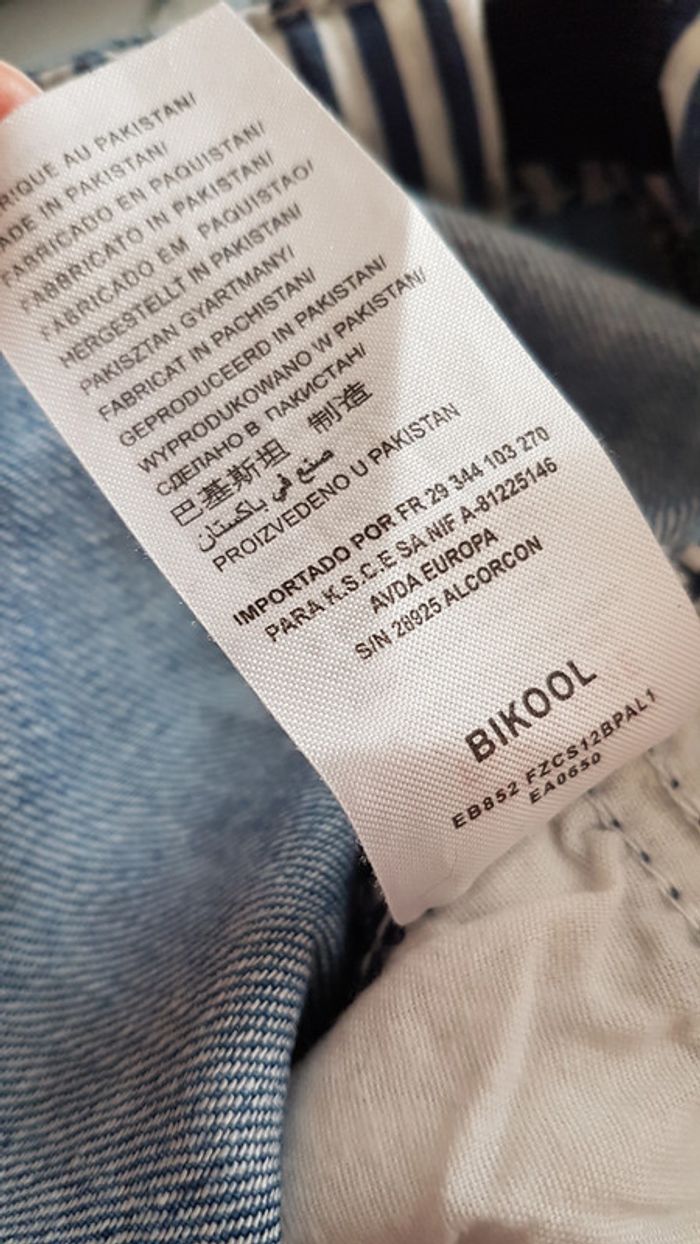 RIQUE AU PAKISTAN/
ADE IN PAKISTAN/
FABRICADO EN PAQUISTAN/
FABBRICATO IN PAKISTAN/
FABRICADO EM PAQUISTAO/
HERGESTELLT IN PAKISTAN/
PAKISZTAN GYARTMANY/
FABRICAT IN PACHISTAN/
GEPRODUCEERD IN PAKISTAN/
WYPRODUKOWANO W PAKISTAN/
СДЕЛАНО В ПАКИСТАН/
巴基斯坦 制造
صنع في باكستان
PROIZVEDENO U PAKISTAN
IMPORTADO POR FR 29 344 103 270
PARA K.S.C.E SA NIF A-81225146
AVDA EUROPA
S/N 28925 ALCORCON
BIKOOL
EB852 FZCS12BPAL1
EA0650